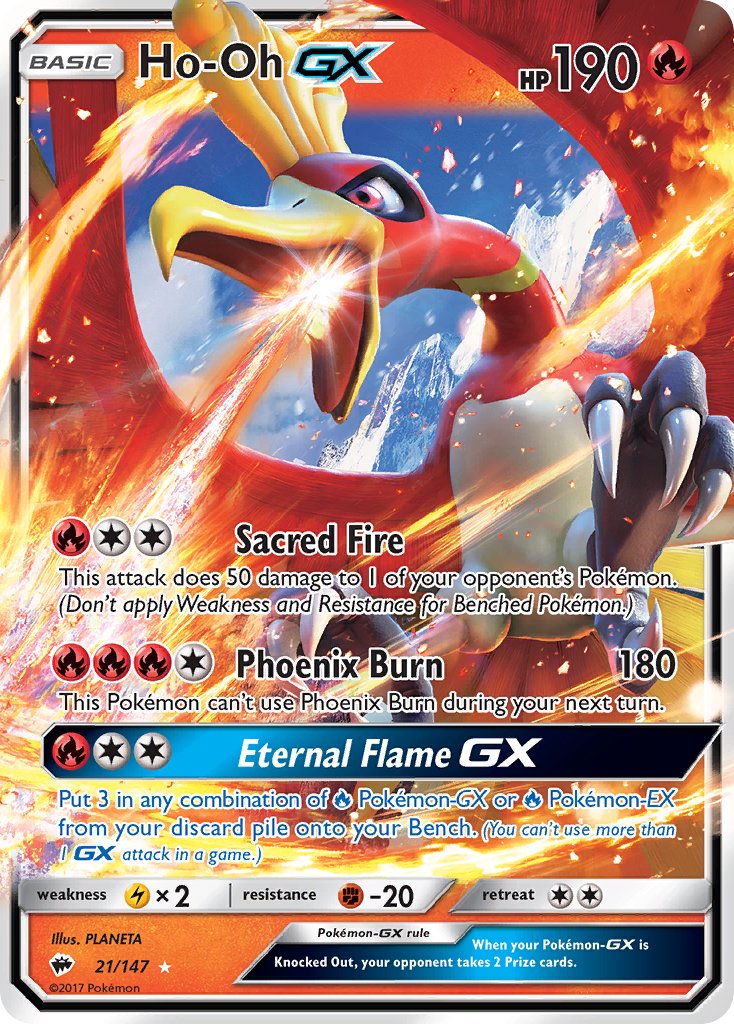 BASIC Ho-Oh GX HP 190
Sacred Fire
This attack does 50 damage to 1 of your opponent's Pokémon.
(Don't apply Weakness and Resistance for Benched Pokémon.)
Phoenix Burn 180
This Pokémon can't use Phoenix Burn during your next turn.
Eternal Flame GX
Put 3 in any combination of Pokémon-GX or Pokémon-EX
from your discard pile onto your Bench. (You can't use more than
1 GX attack in a game.)
weakness ×2 resistance -20 retreat
Illus. PLANETA
21/147
©2017 Pokémon
Pokémon-GX rule
When your Pokémon-GX is
Knocked Out, your opponent takes 2 Prize cards.